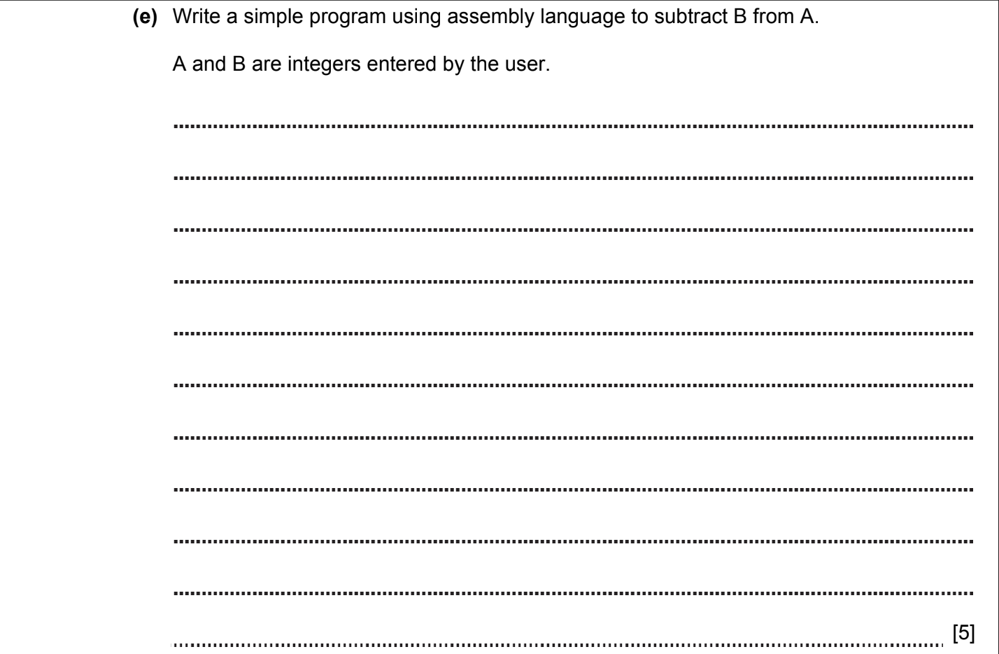 (e) Write a simple program using assembly language to subtract B from A.
A and B are integers entered by the user.
[5]